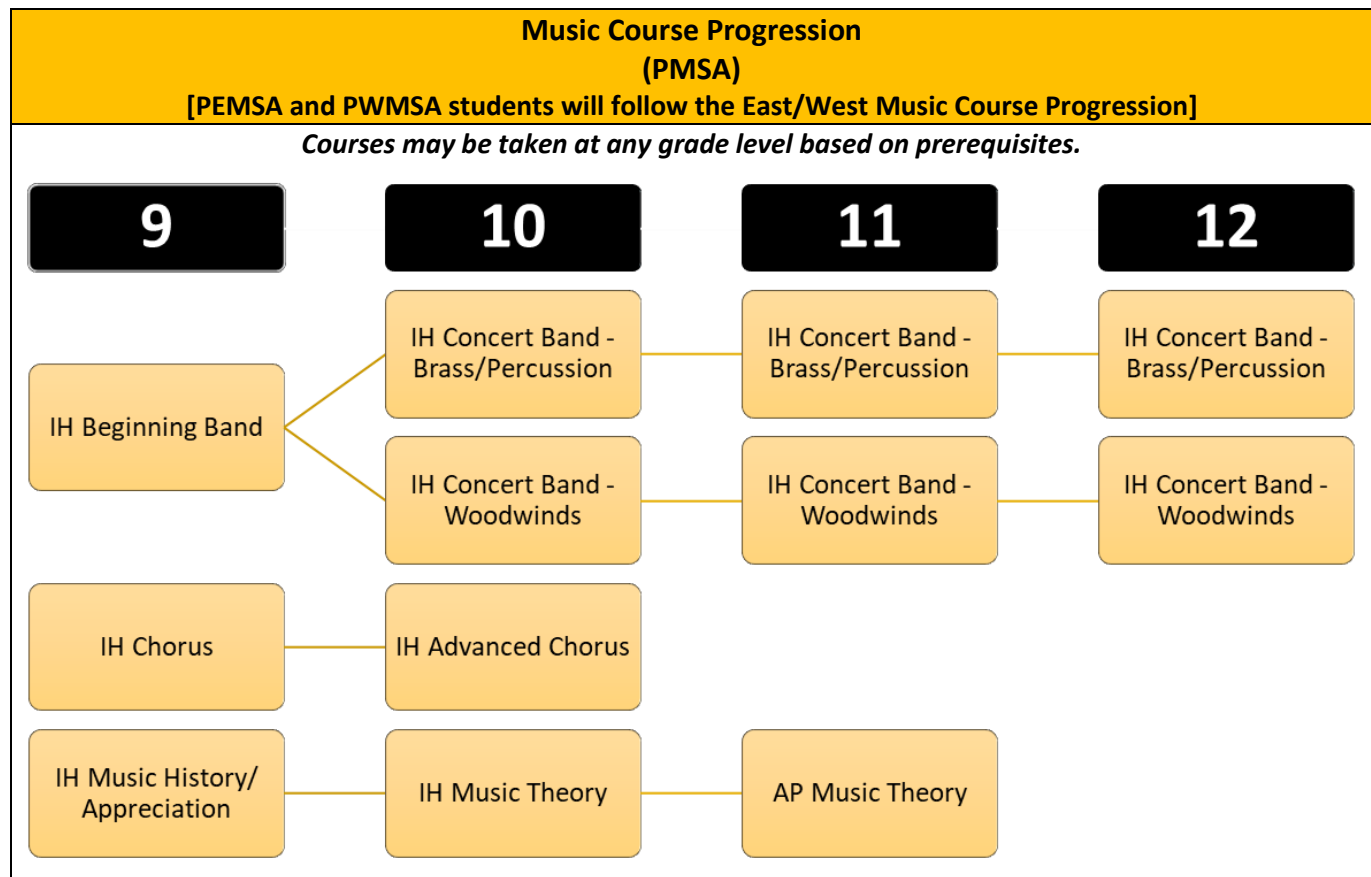 Music Course Progression
(PMSA)
[PEMSA and PWMSA students will follow the East/West Music Course Progression]
Courses may be taken at any grade level based on prerequisites.
9
10
11
12
IH Beginning Band
IH Concert Band -
Brass/Percussion
IH Concert Band -
Brass/Percussion
IH Concert Band -
Brass/Percussion
IH Concert Band -
Woodwinds
IH Concert Band -
Woodwinds
IH Concert Band -
Woodwinds
IH Chorus
IH Advanced Chorus
IH Music History/
Appreciation
IH Music Theory
AP Music Theory